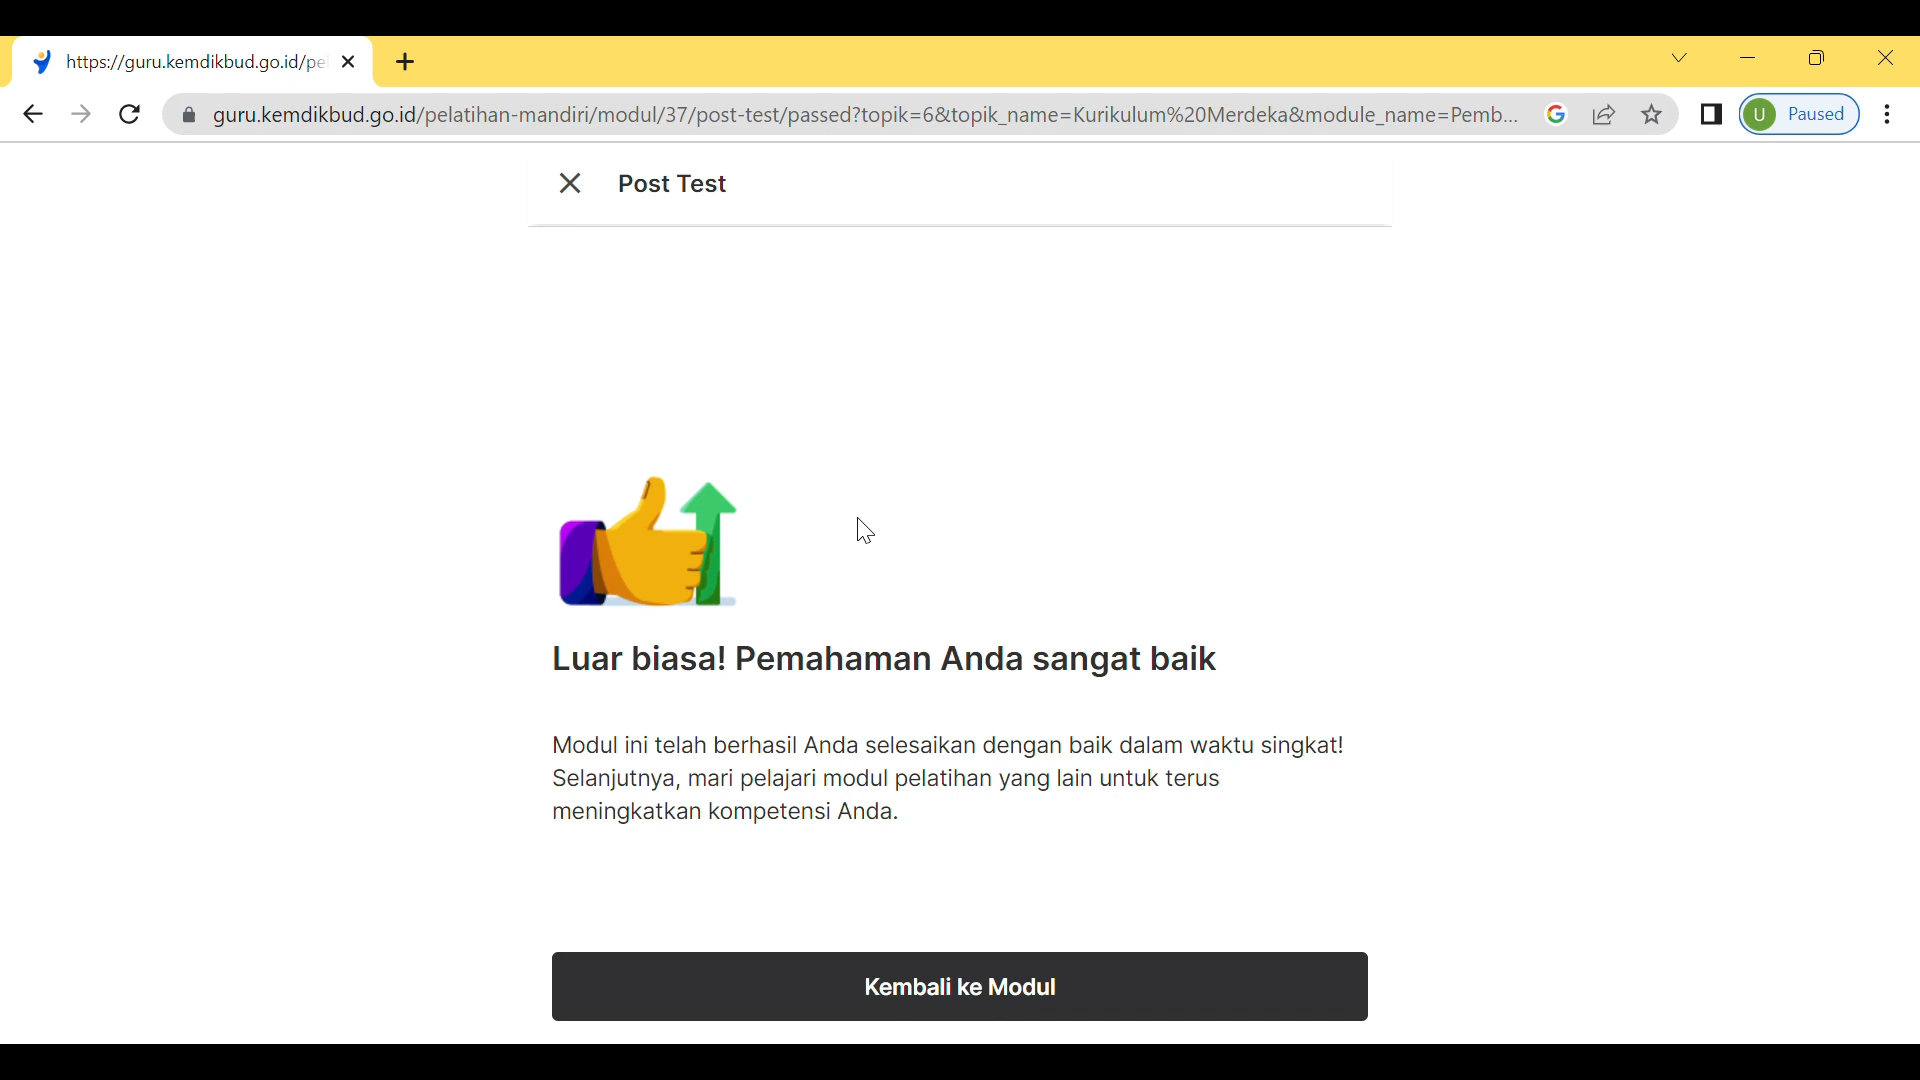 https://guru.kemdikbud.go.id/pe
guru.kemdikbud.go.id/pelatihan-mandiri/modul/37/post-test/passed?topik=6&topik_name=Kurikulum%20Merdeka&module_name=Pemb...
U
Paused
Post Test
Luar biasa! Pemahaman Anda sangat baik
Modul ini telah berhasil Anda selesaikan dengan baik dalam waktu singkat!
Selanjutnya, mari pelajari modul pelatihan yang lain untuk terus
meningkatkan kompetensi Anda.
Kembali ke Modul